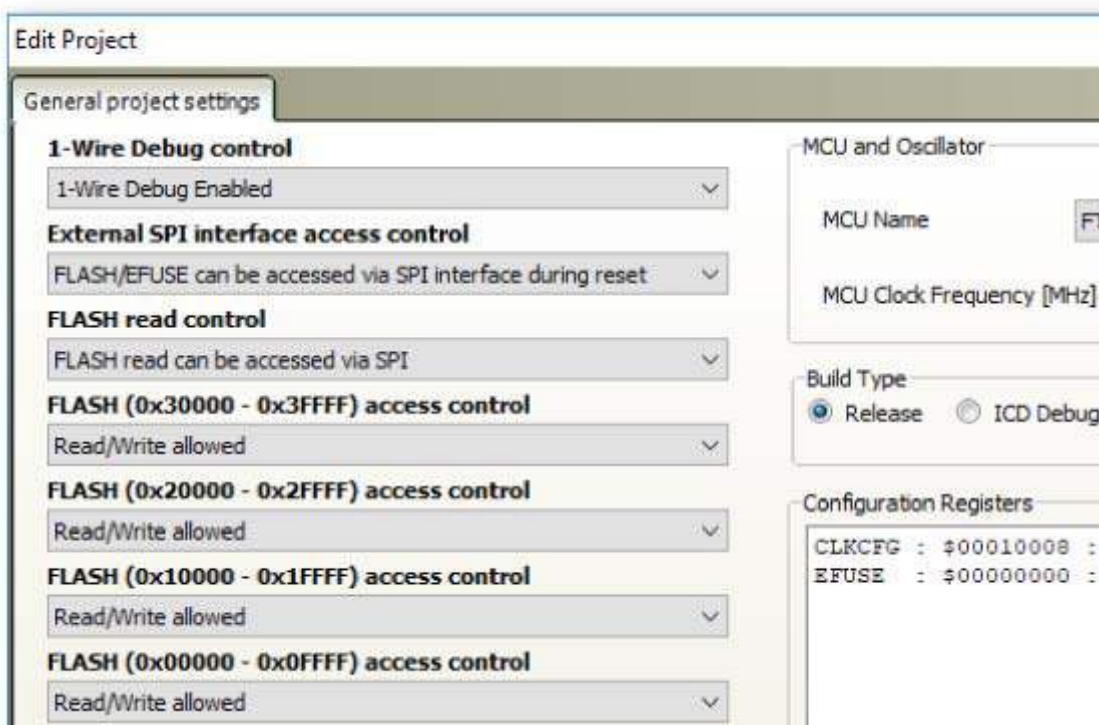 Edit Project
General project settings
1-Wire Debug control
1-Wire Debug Enabled
External SPI interface access control
FLASH/EFUSE can be accessed via SPI interface during reset
FLASH read control
FLASH read can be accessed via SPI
FLASH (0x30000 - 0x3FFFF) access control
Read/Write allowed
FLASH (0x20000 - 0x2FFFF) access control
Read/Write allowed
FLASH (0x10000 - 0x1FFFF) access control
Read/Write allowed
FLASH (0x00000 - 0x0FFFF) access control
Read/Write allowed
MCU and Oscillator
MCU Name
MCU Clock Frequency [MHz]
Build Type
Release ICD Debug
Configuration Registers
CLKCFG : $00010008 :
EFUSE : $00000000 :